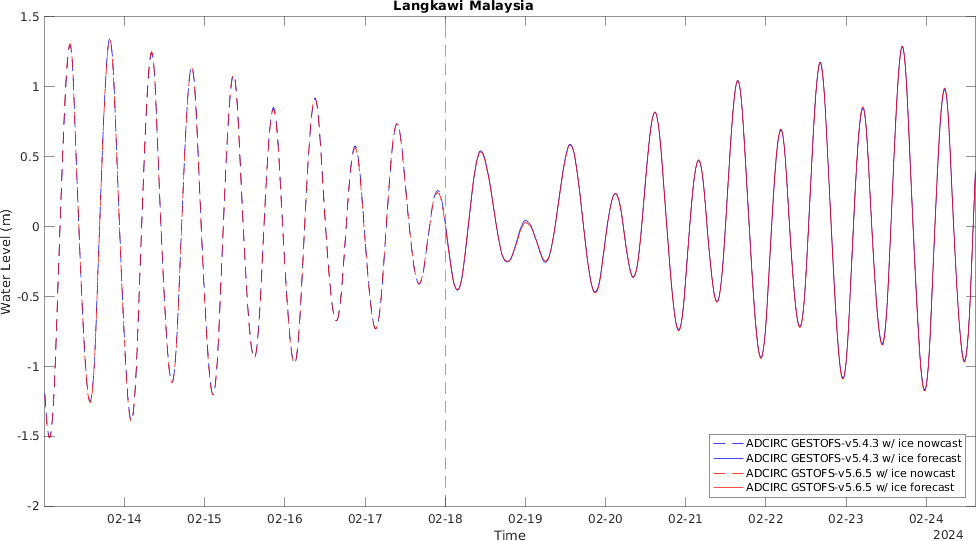 Langkawi Malaysia
1.5
1
0.5
0
-0.5
-1
-1.5
-2
Water Level (m)
02-14
02-15
02-16
02-17
02-18
02-19
02-20
02-21
02-22
02-23
02-24
Time
2024
ADCIRC GESTOFS-v5.4.3 w/ ice nowcast
ADCIRC GESTOFS-v5.4.3 w/ ice forecast
ADCIRC GSTOFS-v5.6.5 w/ ice nowcast
ADCIRC GSTOFS-v5.6.5 w/ ice forecast